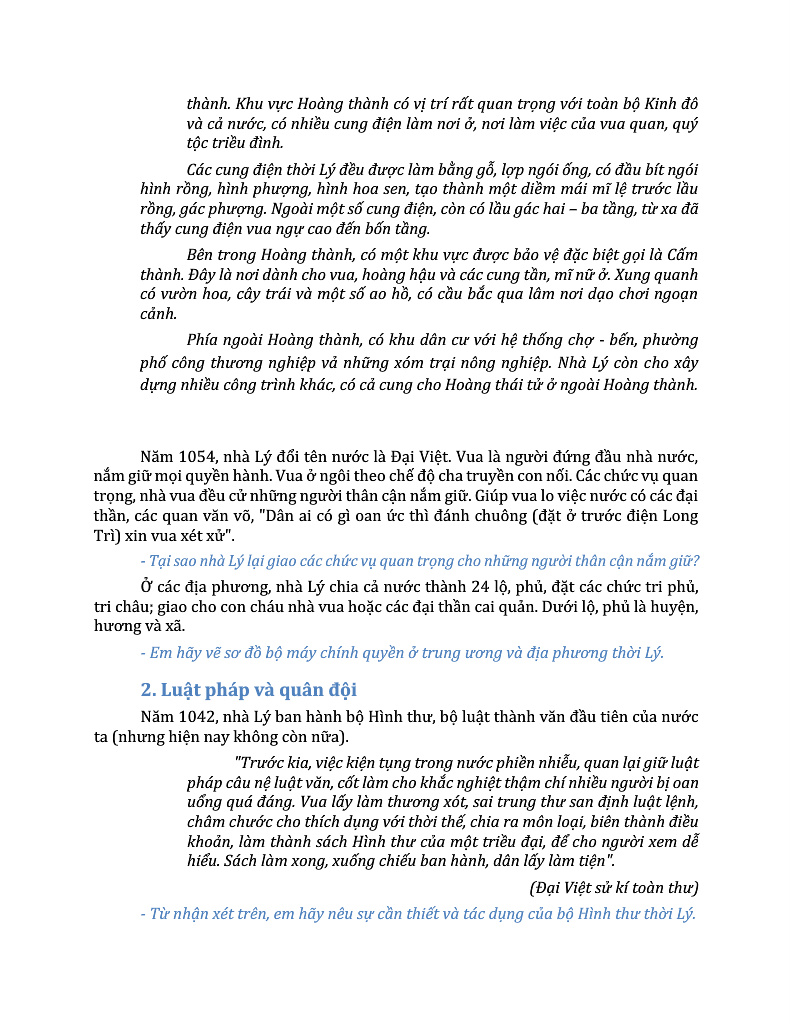 thành. Khu vực Hoàng thành có vị trí rất quan trọng với toàn bộ Kinh đô
và cả nước, có nhiều cung điện làm nơi ở, nơi làm việc của vua quan, quý
tộc triều đình.
Các cung điện thời Lý đều được làm bằng gỗ, lợp ngói ống, có đầu bít ngói
hình rồng, hình phượng, hình hoa sen, tạo thành một diềm mái mĩ lệ trước lầu
rồng, gác phượng. Ngoài một số cung điện, còn có lầu gác hai – ba tầng, từ xa đã
thấy cung điện vua ngự cao đến bốn tầng.
Bên trong Hoàng thành, có một khu vực được bảo vệ đặc biệt gọi là Cấm
thành. Đây là nơi dành cho vua, hoàng hậu và các cung tần, mĩ nữ ở. Xung quanh
có vườn hoa, cây trái và một số ao hồ, có cầu bắc qua lâm nơi dạo chơi ngoạn
cảnh.
Phía ngoài Hoàng thành, có khu dân cư với hệ thống chợ - bến, phường
phố công thương nghiệp vả những xóm trại nông nghiệp. Nhà Lý còn cho xây
dựng nhiều công trình khác, có cả cung cho Hoàng thái tử ở ngoài Hoàng thành.
Năm 1054, nhà Lý đổi tên nước là Đại Việt. Vua là người đứng đầu nhà nước,
nắm giữ mọi quyền hành. Vua ở ngôi theo chế độ cha truyền con nối. Các chức vụ quan
trọng, nhà vua đều cử những người thân cận nắm giữ. Giúp vua lo việc nước có các đại
thần, các quan văn võ, "Dân ai có gì oan ức thì đánh chuông (đặt ở trước điện Long
Trì) xin vua xét xử".
- Tại sao nhà Lý lại giao các chức vụ quan trọng cho những người thân cận nắm giữ?
Ở các địa phương, nhà Lý chia cả nước thành 24 lộ, phủ, đặt các chức tri phủ,
tri châu; giao cho con cháu nhà vua hoặc các đại thần cai quản. Dưới lộ, phủ là huyện,
hương và xã.
- Em hãy vẽ sơ đồ bộ máy chính quyền ở trung ương và địa phương thời Lý.
2. Luật pháp và quân đội
Năm 1042, nhà Lý ban hành bộ Hình thư, bộ luật thành văn đầu tiên của nước
ta (nhưng hiện nay không còn nữa).
"Trước kia, việc kiện tụng trong nước phiền nhiễu, quan lại giữ luật
pháp câu nệ luật văn, cốt làm cho khắc nghiệt thậm chí nhiều người bị oan
uổng quá đáng. Vua lấy làm thương xót, sai trung thư san định luật lệnh,
châm chước cho thích dụng với thời thế, chia ra môn loại, biên thành điều
khoản, làm thành sách Hình thư của một triều đại, để cho người xem dễ
hiểu. Sách làm xong, xuống chiếu ban hành, dân lấy làm tiện".
(Đại Việt sử kí toàn thư)
- Từ nhận xét trên, em hãy nêu sự cần thiết và tác dụng của bộ Hình thư thời Lý.